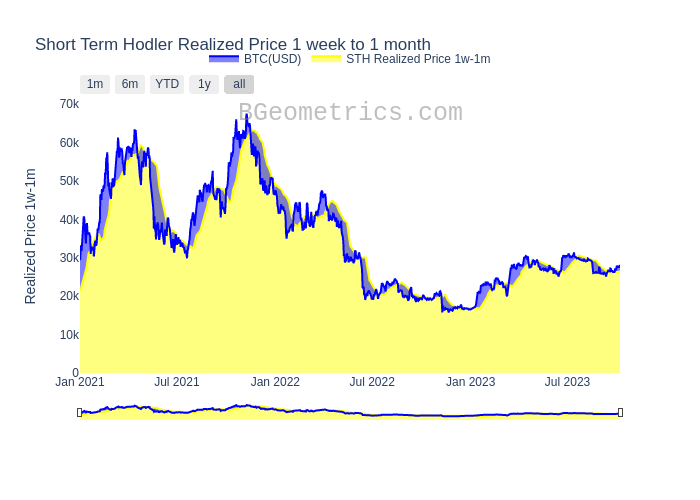 Short Term Hodler Realized Price 1 week to 1 month
BTC(USD) STH Realized Price 1w-1m
1m 6m YTD 1y all
BGeometrics.com
Realized Price 1w-1m
70k
60k
50k
40k
30k
20k
10k
0
Jan 2021 Jul 2021 Jan 2022 Jul 2022 Jan 2023 Jul 2023